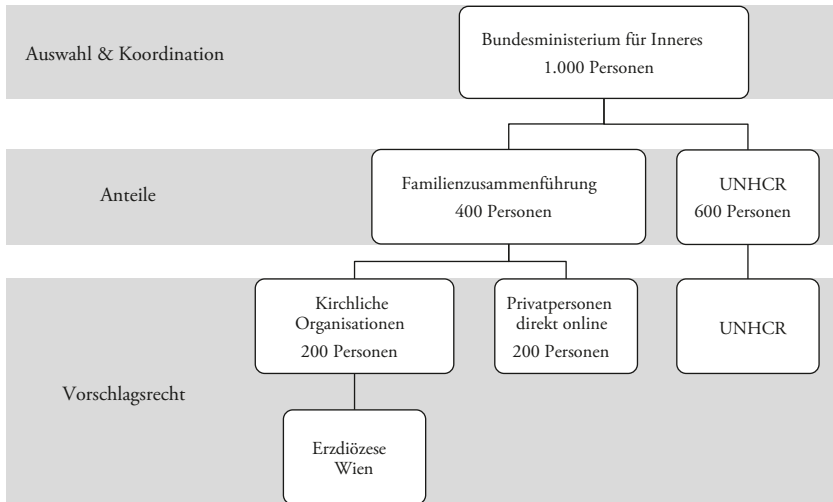 Auswahl & Koordination
Bundesministerium für Inneres
1.000 Personen
Anteile
Familienzusammenführung
400 Personen
UNHCR
600 Personen
Vorschlagsrecht
Kirchliche
Organisationen
200 Personen
Privatpersonen
direkt online
200 Personen
UNHCR
Erzdiözese
Wien